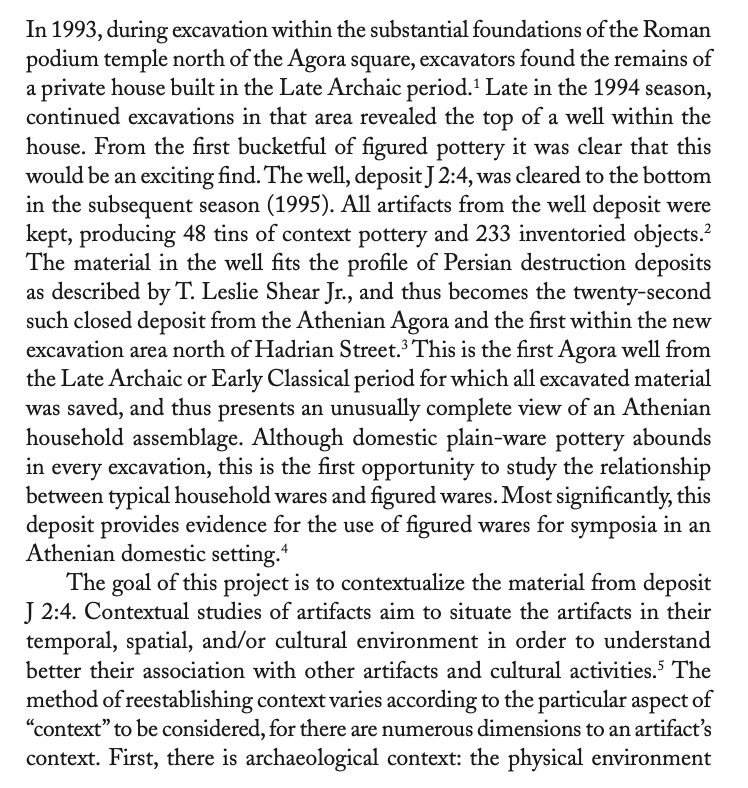 In 1993, during excavation within the substantial foundations of the Roman
podium temple north of the Agora square, excavators found the remains of
a private house built in the Late Archaic period.¹ Late in the 1994 season,
continued excavations in that area revealed the top of a well within the
house. From the first bucketful of figured pottery it was clear that this
would be an exciting find. The well, deposit J 2:4, was cleared to the bottom
in the subsequent season (1995). All artifacts from the well deposit were
kept, producing 48 tins of context pottery and 233 inventoried objects.²
The material in the well fits the profile of Persian destruction deposits
as described by T. Leslie Shear Jr., and thus becomes the twenty-second
such closed deposit from the Athenian Agora and the first within the new
excavation area north of Hadrian Street.³ This is the first Agora well from
the Late Archaic or Early Classical period for which all excavated material
was saved, and thus presents an unusually complete view of an Athenian
household assemblage. Although domestic plain-ware pottery abounds
in every excavation, this is the first opportunity to study the relationship
between typical household wares and figured wares. Most significantly, this
deposit provides evidence for the use of figured wares for symposia in an
Athenian domestic setting.⁴
The goal of this project is to contextualize the material from deposit
J 2:4. Contextual studies of artifacts aim to situate the artifacts in their
temporal, spatial, and/or cultural environment in order to understand
better their association with other artifacts and cultural activities.⁵ The
method of reestablishing context varies according to the particular aspect of
“context” to be considered, for there are numerous dimensions to an artifact’s
context. First, there is archaeological context: the physical environment